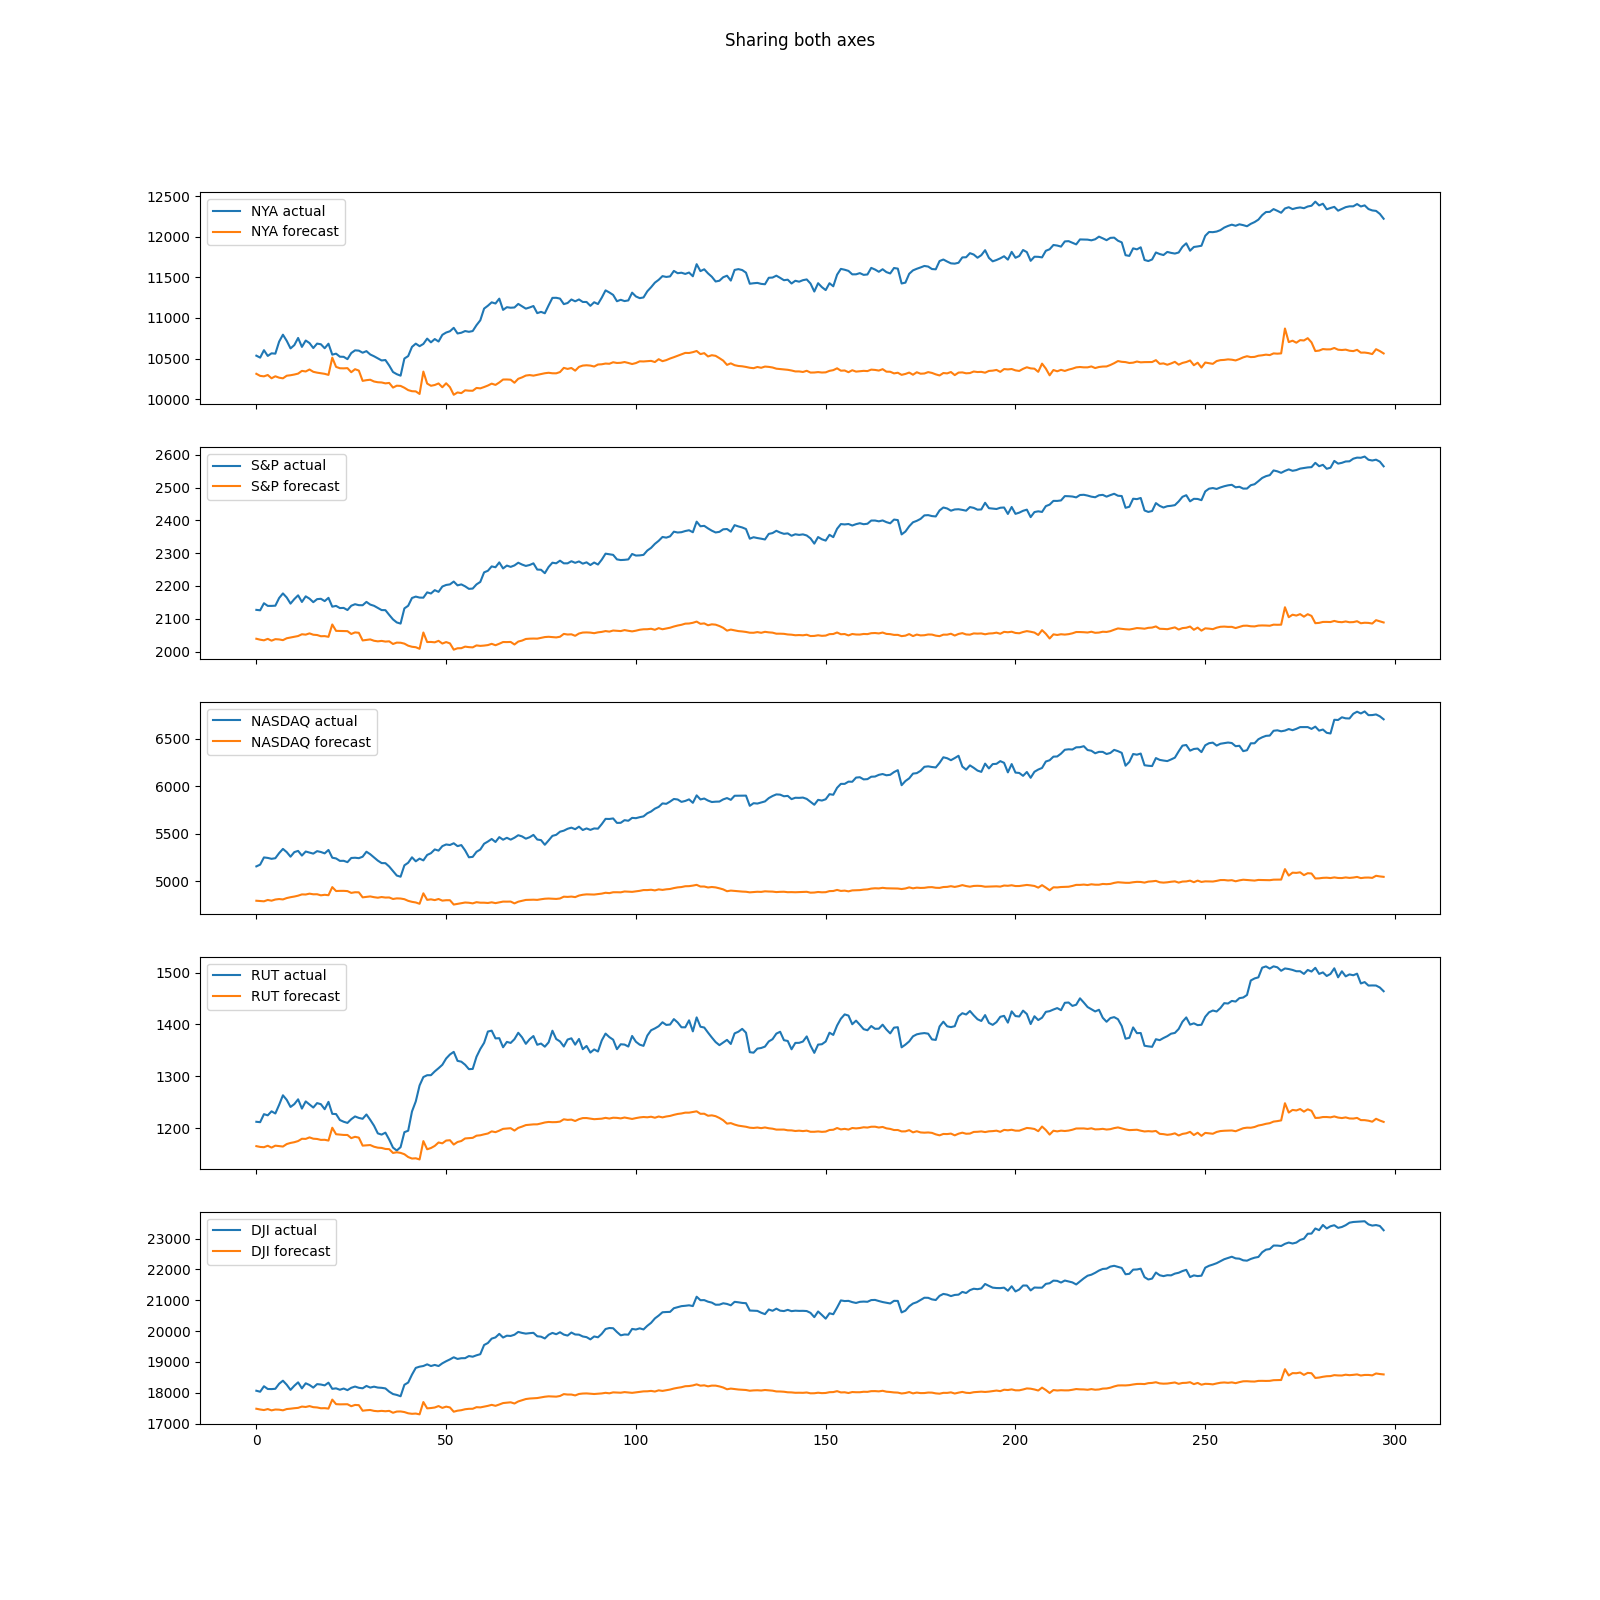 Sharing both axes
12500
12000
11500
11000
10500
10000
NYA actual
NYA forecast
2600
2500
2400
2300
2200
2100
2000
S&P actual
S&P forecast
6500
6000
5500
5000
NASDAQ actual
NASDAQ forecast
1500
1400
1300
1200
RUT actual
RUT forecast
23000
22000
21000
20000
19000
18000
17000
DJI actual
DJI forecast
0 50 100 150 200 250 300